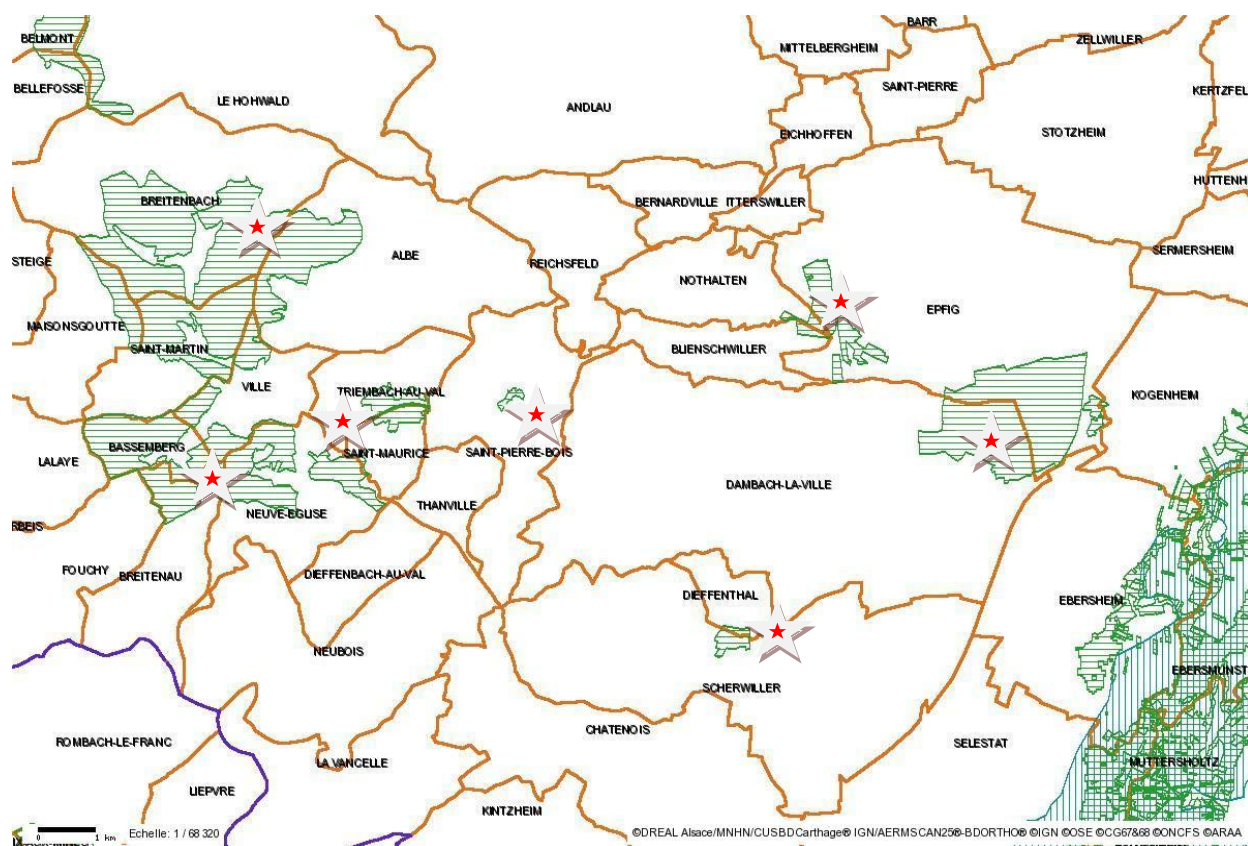 BARR
BELMONT
ZELLWILLER
MITTELBERGHEIM
BELLEFOSSE
SAINT-PIERRE
KERTZFEL
LE HOHWALD
ANDLAU
EICHHOFFEN
STOTZHEIM
HUTTENH
BREITENBACH
BERNARDVILLE
ITTERSWILLER
SERMERSHEIM
STEIGE
ALBE
REICHSFELD
NOTHALTEN
EPFIG
MAISONSGOUTTE
SAINT-MARTIN
BLIENSCHWILLER
VILLE
TRIEMBACH-AU-VAL
KOGENHEIM
BASSEMBERG
SAINT-MAURICE
SAINT-PIERRE-BOIS
LALAYE
DAMBACH-LA-VILLE
THANVILLE
NEUVE-EGLISE
RBEIS
FOUCHY
BREITENAU
DIEFFENBACH-AU-VAL
DIEFFENTHAL
EBERSHEIM
NEUBOIS
EBERSMUNST
SCHERWILLER
CHATENOIS
ROMBACH-LE-FRANC
SELESTAT
LA VANCELLE
MUTTERSHOLTZ
LIEPVRE
KINTZHEIM
0 1 km
Echelle: 1 / 68 320
©DREAL Alsace/MNHN/CUSBDCarthage® IGN/AERMSCAN25®-BDORTHO® ©IGN ©OSE ©CG67&68 ©ONCFS ©ARAA